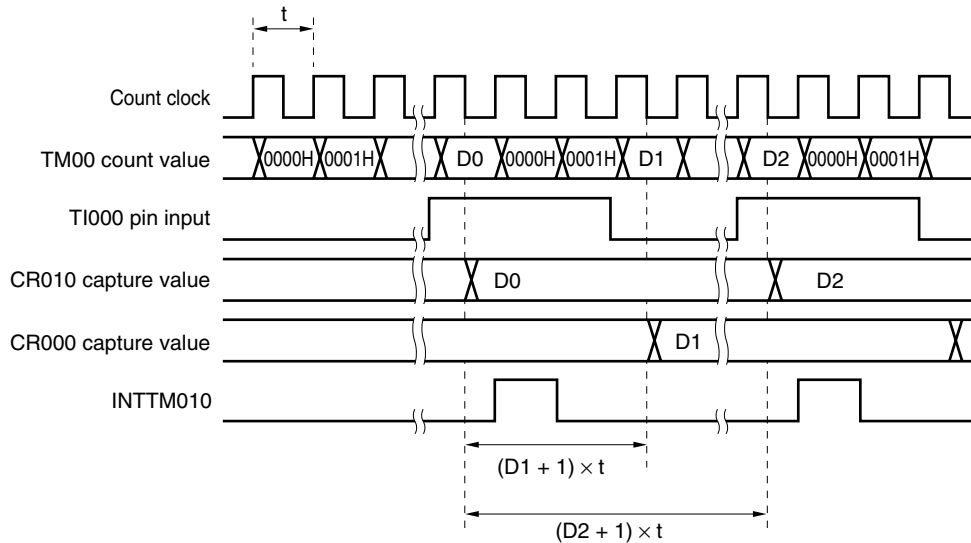 t
Count clock
TM00 count value 0000H 0001H D0 0000H 0001H D1 D2 0000H 0001H
TI000 pin input
CR010 capture value D0 D2
CR000 capture value D1
INTTM010
(D1 + 1) × t
(D2 + 1) × t